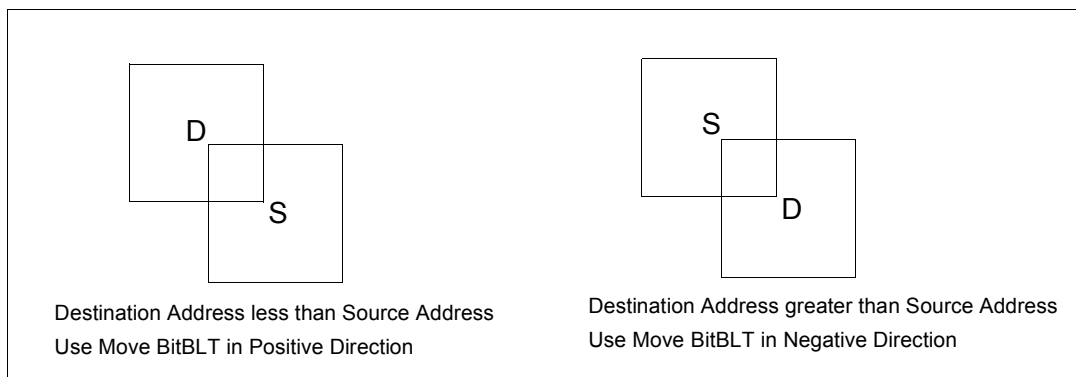 D
S
Destination Address less than Source Address
Use Move BitBLT in Positive Direction
S
D
Destination Address greater than Source Address
Use Move BitBLT in Negative Direction